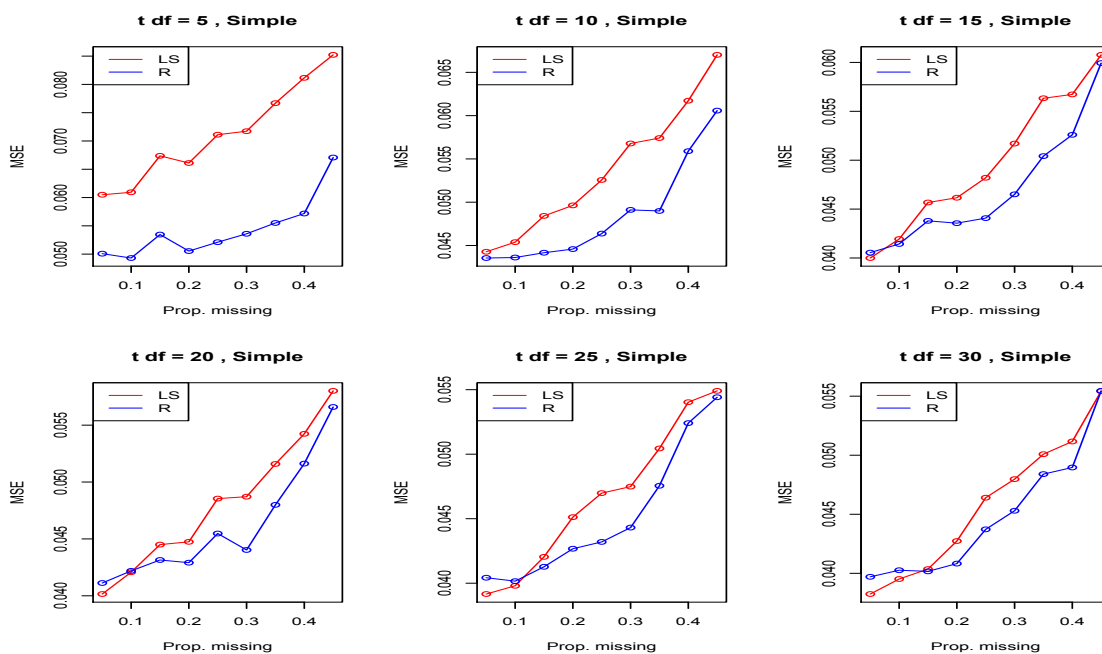 t df = 5 , Simple
LS
R
MSE
0.050 0.060 0.070 0.080
0.1 0.2 0.3 0.4
Prop. missing
t df = 10 , Simple
LS
R
MSE
0.045 0.050 0.055 0.060 0.065
0.1 0.2 0.3 0.4
Prop. missing
t df = 15 , Simple
LS
R
MSE
0.040 0.045 0.050 0.055 0.060
0.1 0.2 0.3 0.4
Prop. missing
t df = 20 , Simple
LS
R
MSE
0.040 0.045 0.050 0.055
0.1 0.2 0.3 0.4
Prop. missing
t df = 25 , Simple
LS
R
MSE
0.040 0.045 0.050 0.055
0.1 0.2 0.3 0.4
Prop. missing
t df = 30 , Simple
LS
R
MSE
0.040 0.045 0.050 0.055
0.1 0.2 0.3 0.4
Prop. missing